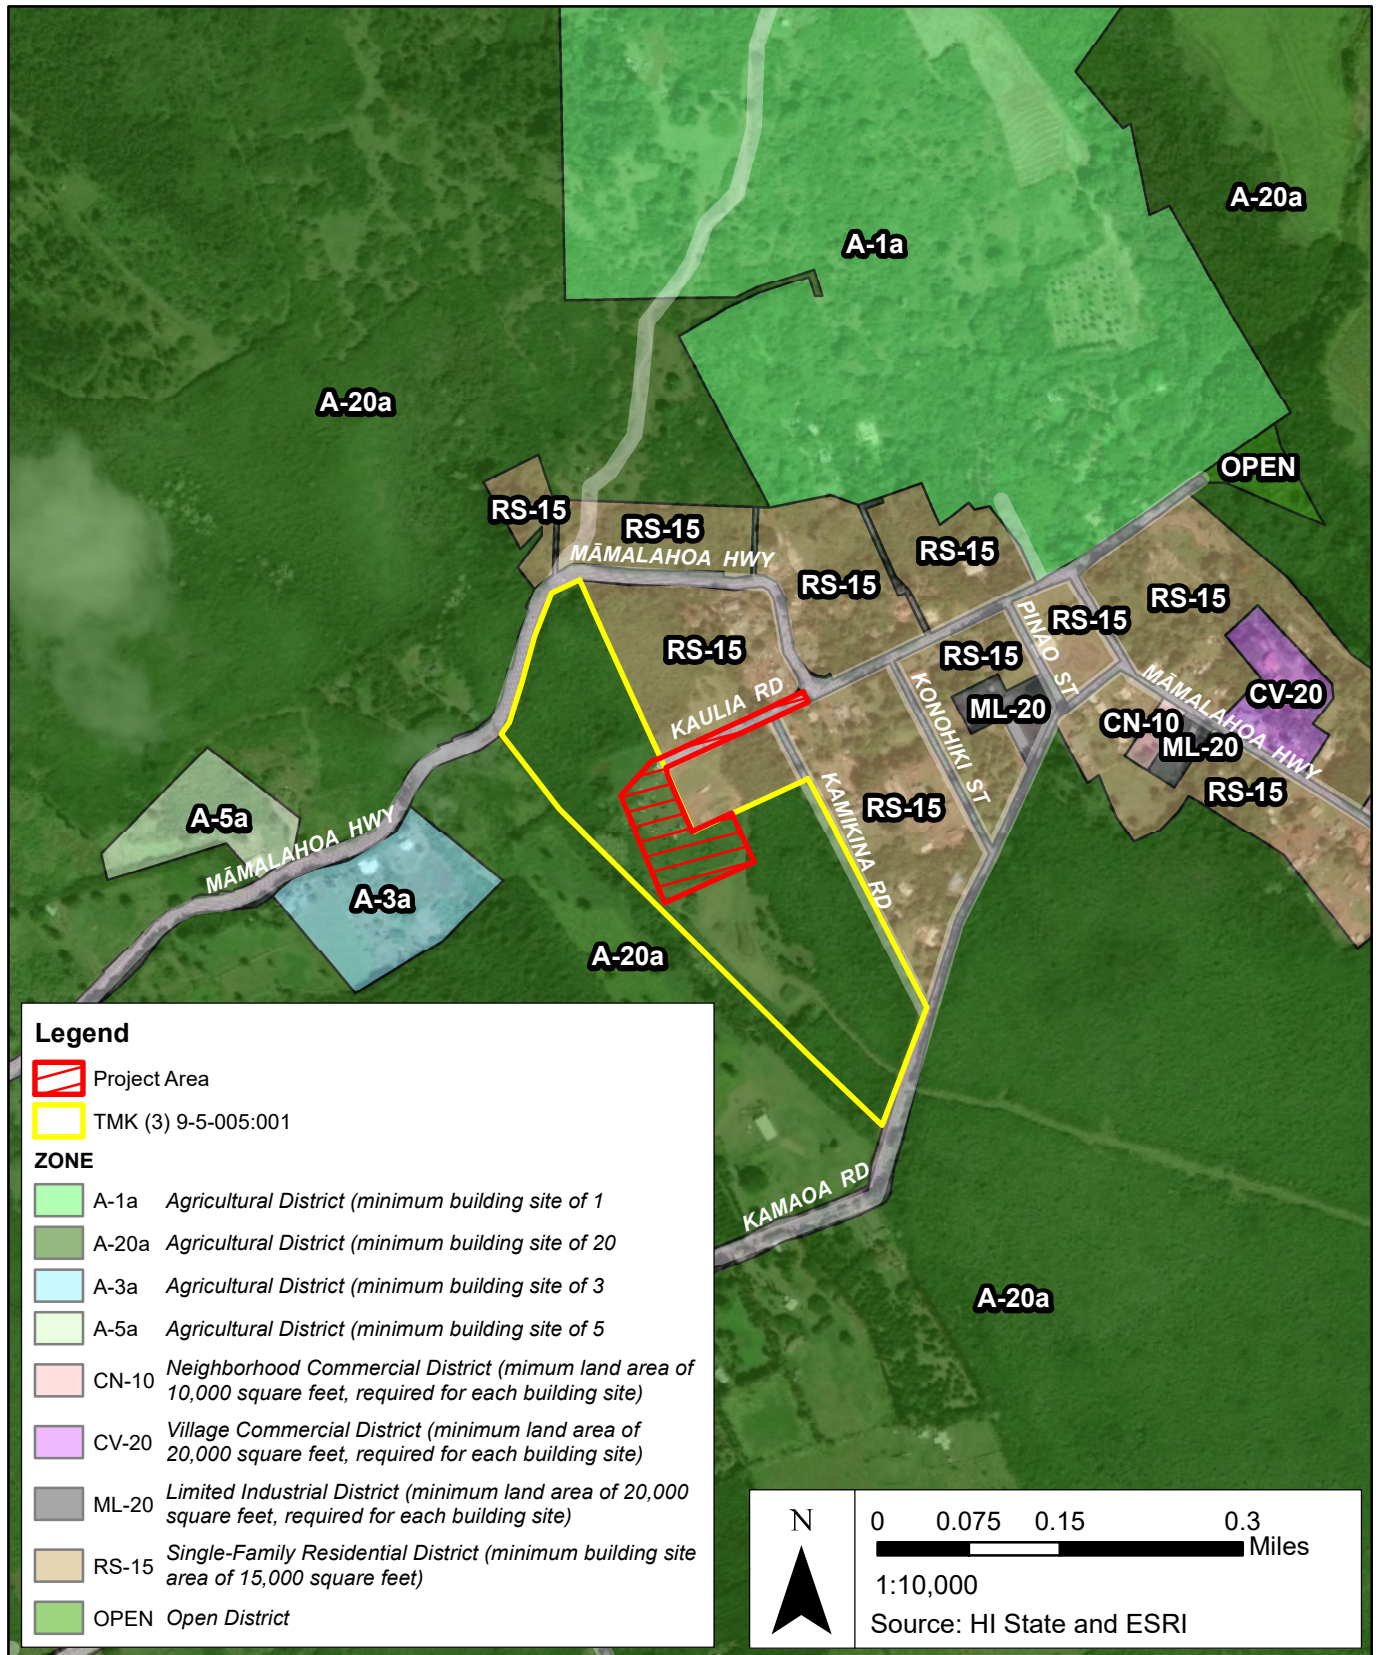 A-20a
A-1a
A-20a
OPEN
RS-15
RS-15
MĀMALAHOA HWY
RS-15
RS-15
RS-15
RS-15
PINAO ST
RS-15
RS-15
KAULIA RD
KONOHIKI ST
ML-20
MĀMALAHOA HWY
CV-20
CN-10
ML-20
RS-15
KAMIKINA RD
RS-15
A-5a
MĀMALAHOA HWY
A-3a
A-20a
KAMAOA RD
A-20a
Legend
Project Area
TMK (3) 9-5-005:001
ZONE
A-1a Agricultural District (minimum building site of 1
A-20a Agricultural District (minimum building site of 20
A-3a Agricultural District (minimum building site of 3
A-5a Agricultural District (minimum building site of 5
CN-10 Neighborhood Commercial District (mimum land area of
10,000 square feet, required for each building site)
CV-20 Village Commercial District (minimum land area of
20,000 square feet, required for each building site)
ML-20 Limited Industrial District (minimum land area of 20,000
square feet, required for each building site)
RS-15 Single-Family Residential District (minimum building site
area of 15,000 square feet)
OPEN Open District
N
0 0.075 0.15 0.3
Miles
1:10,000
Source: HI State and ESRI